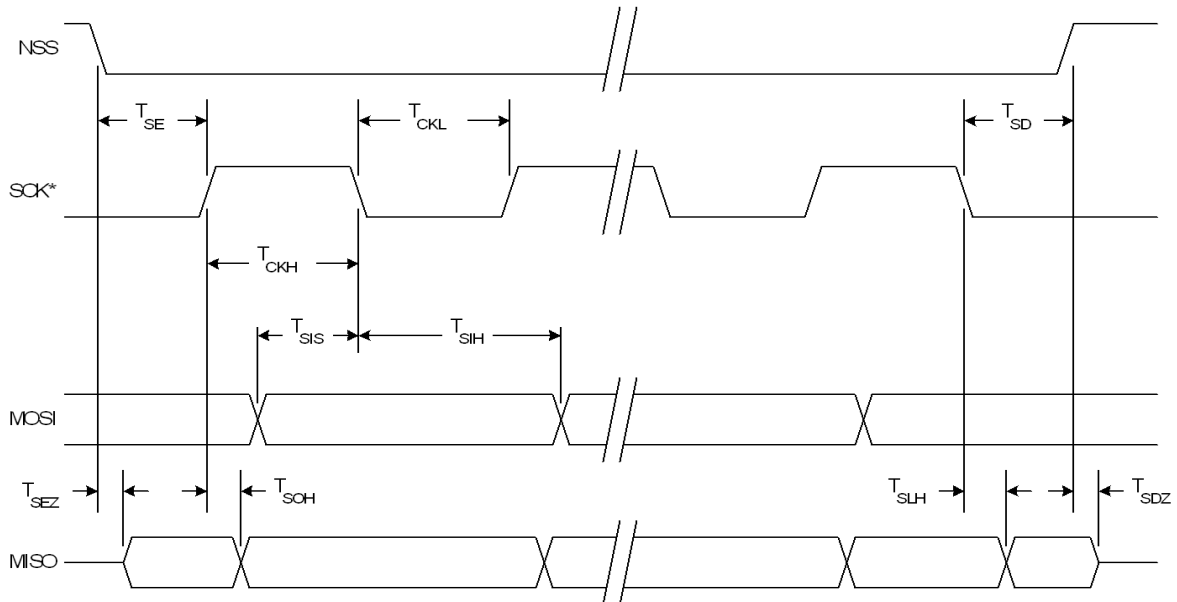 NSS
T_SE
T_CKL
T_SD
SCK*
T_CKH
T_SIS
T_SIH
MOSI
T_SEZ
T_SOH
T_SLH
T_SDZ
MISO